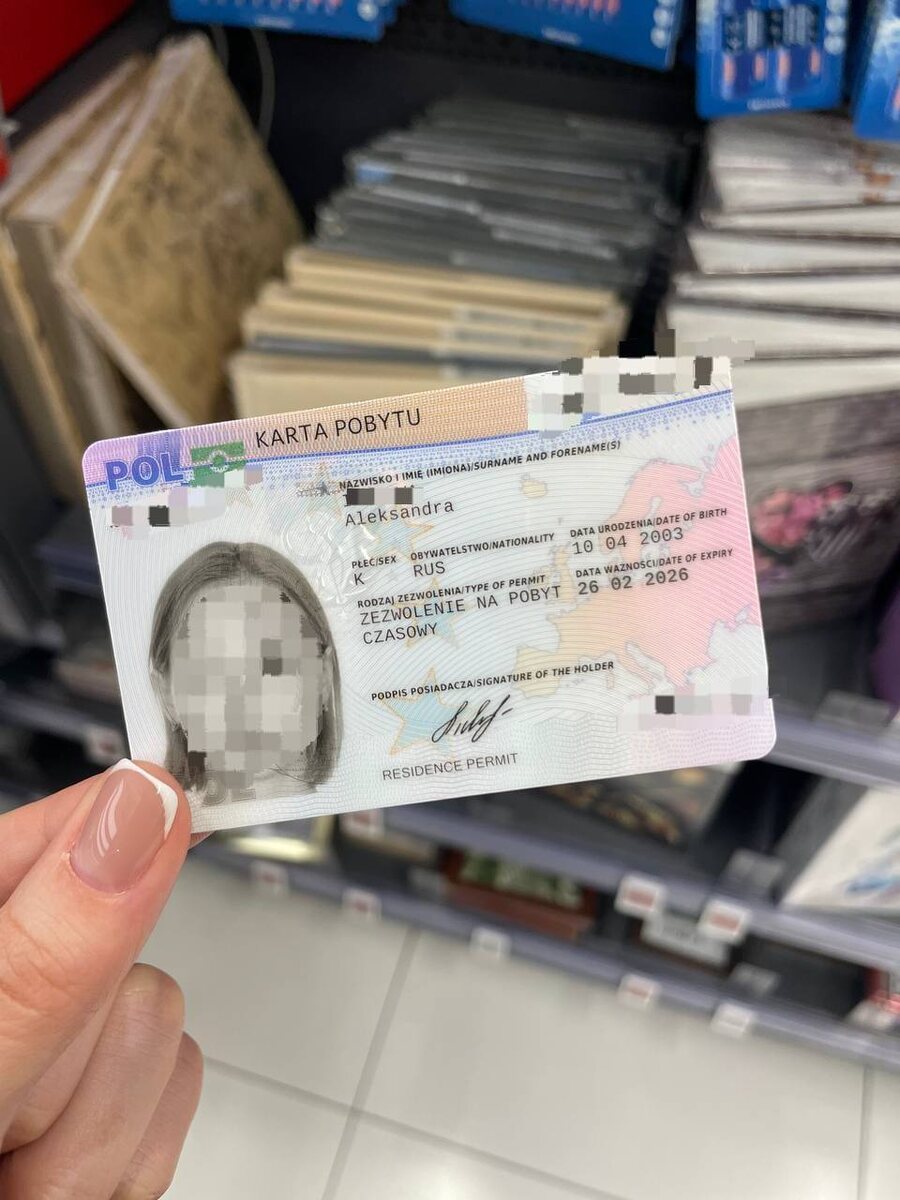 KARTA POBYTU
POL
NAZWISKO I IMIĘ (IMIONA)/SURNAME AND FORENAME(S)
Aleksandra
PŁEĆ/SEX OBYWATELSTWO/NATIONALITY DATA URODZENIA/DATE OF BIRTH
K RUS 10 04 2003
RODZAJ ZEZWOLENIA/TYPE OF PERMIT DATA WAŻNOŚCI/DATE OF EXPIRY
ZEZWOLENIE NA POBYT 26 02 2026
CZASOWY
PODPIS POSIADACZA/SIGNATURE OF THE HOLDER
RESIDENCE PERMIT